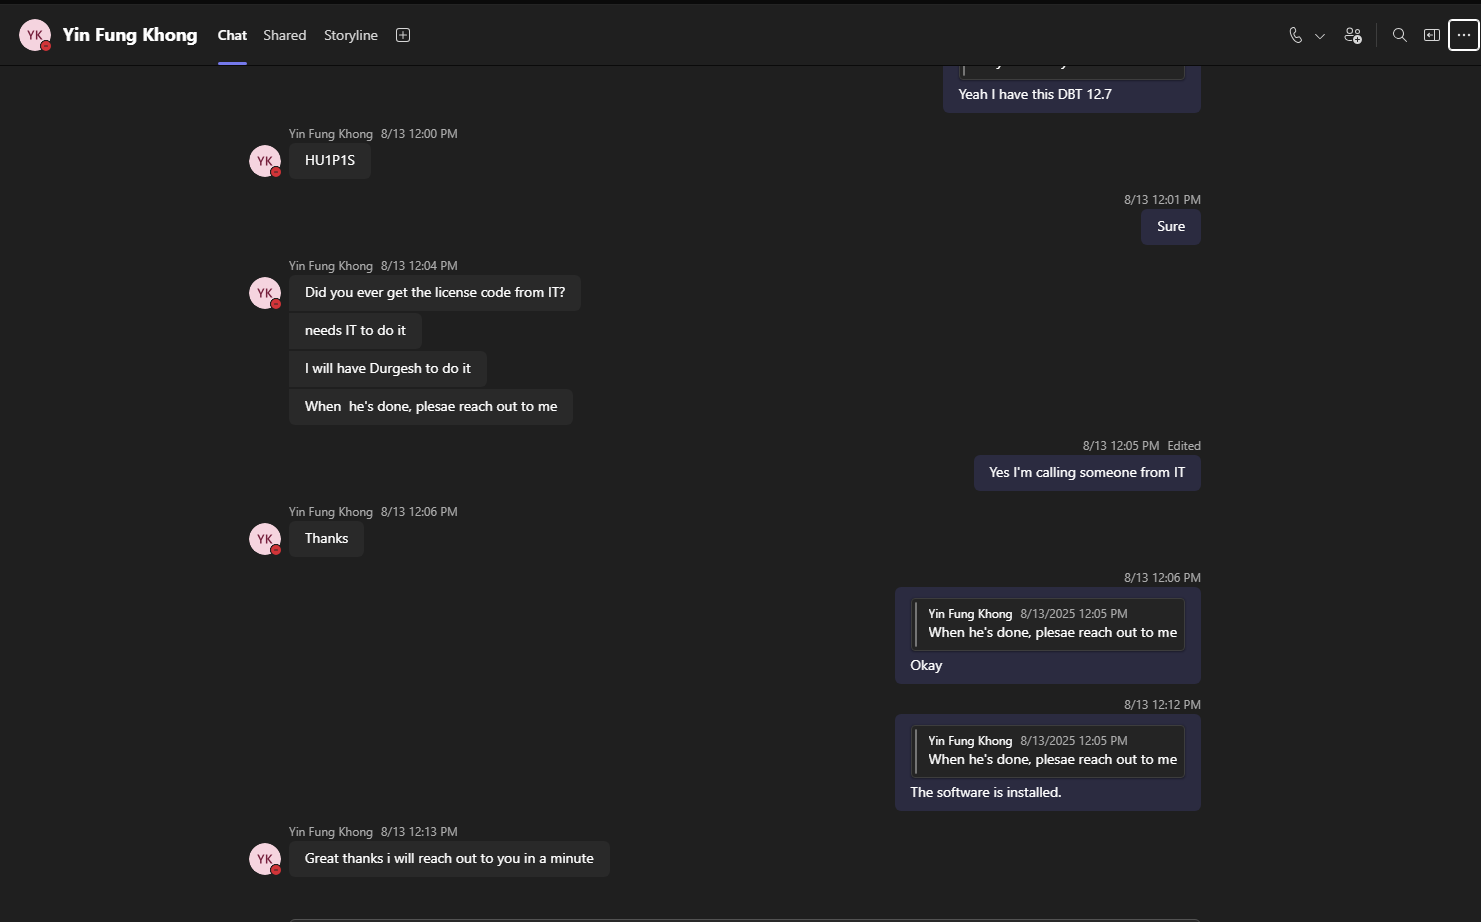 YK Yin Fung Khong Chat Shared Storyline
Yeah I have this DBT 12.7
Yin Fung Khong 8/13 12:00 PM
YK HU1P1S
8/13 12:01 PM
Sure
Yin Fung Khong 8/13 12:04 PM
YK Did you ever get the license code from IT?
needs IT to do it
I will have Durgesh to do it
When  he's done, plesae reach out to me
8/13 12:05 PM Edited
Yes I'm calling someone from IT
Yin Fung Khong 8/13 12:06 PM
YK Thanks
8/13 12:06 PM
Yin Fung Khong 8/13/2025 12:05 PM
When he's done, plesae reach out to me
Okay
8/13 12:12 PM
Yin Fung Khong 8/13/2025 12:05 PM
When he's done, plesae reach out to me
The software is installed.
Yin Fung Khong 8/13 12:13 PM
YK Great thanks i will reach out to you in a minute